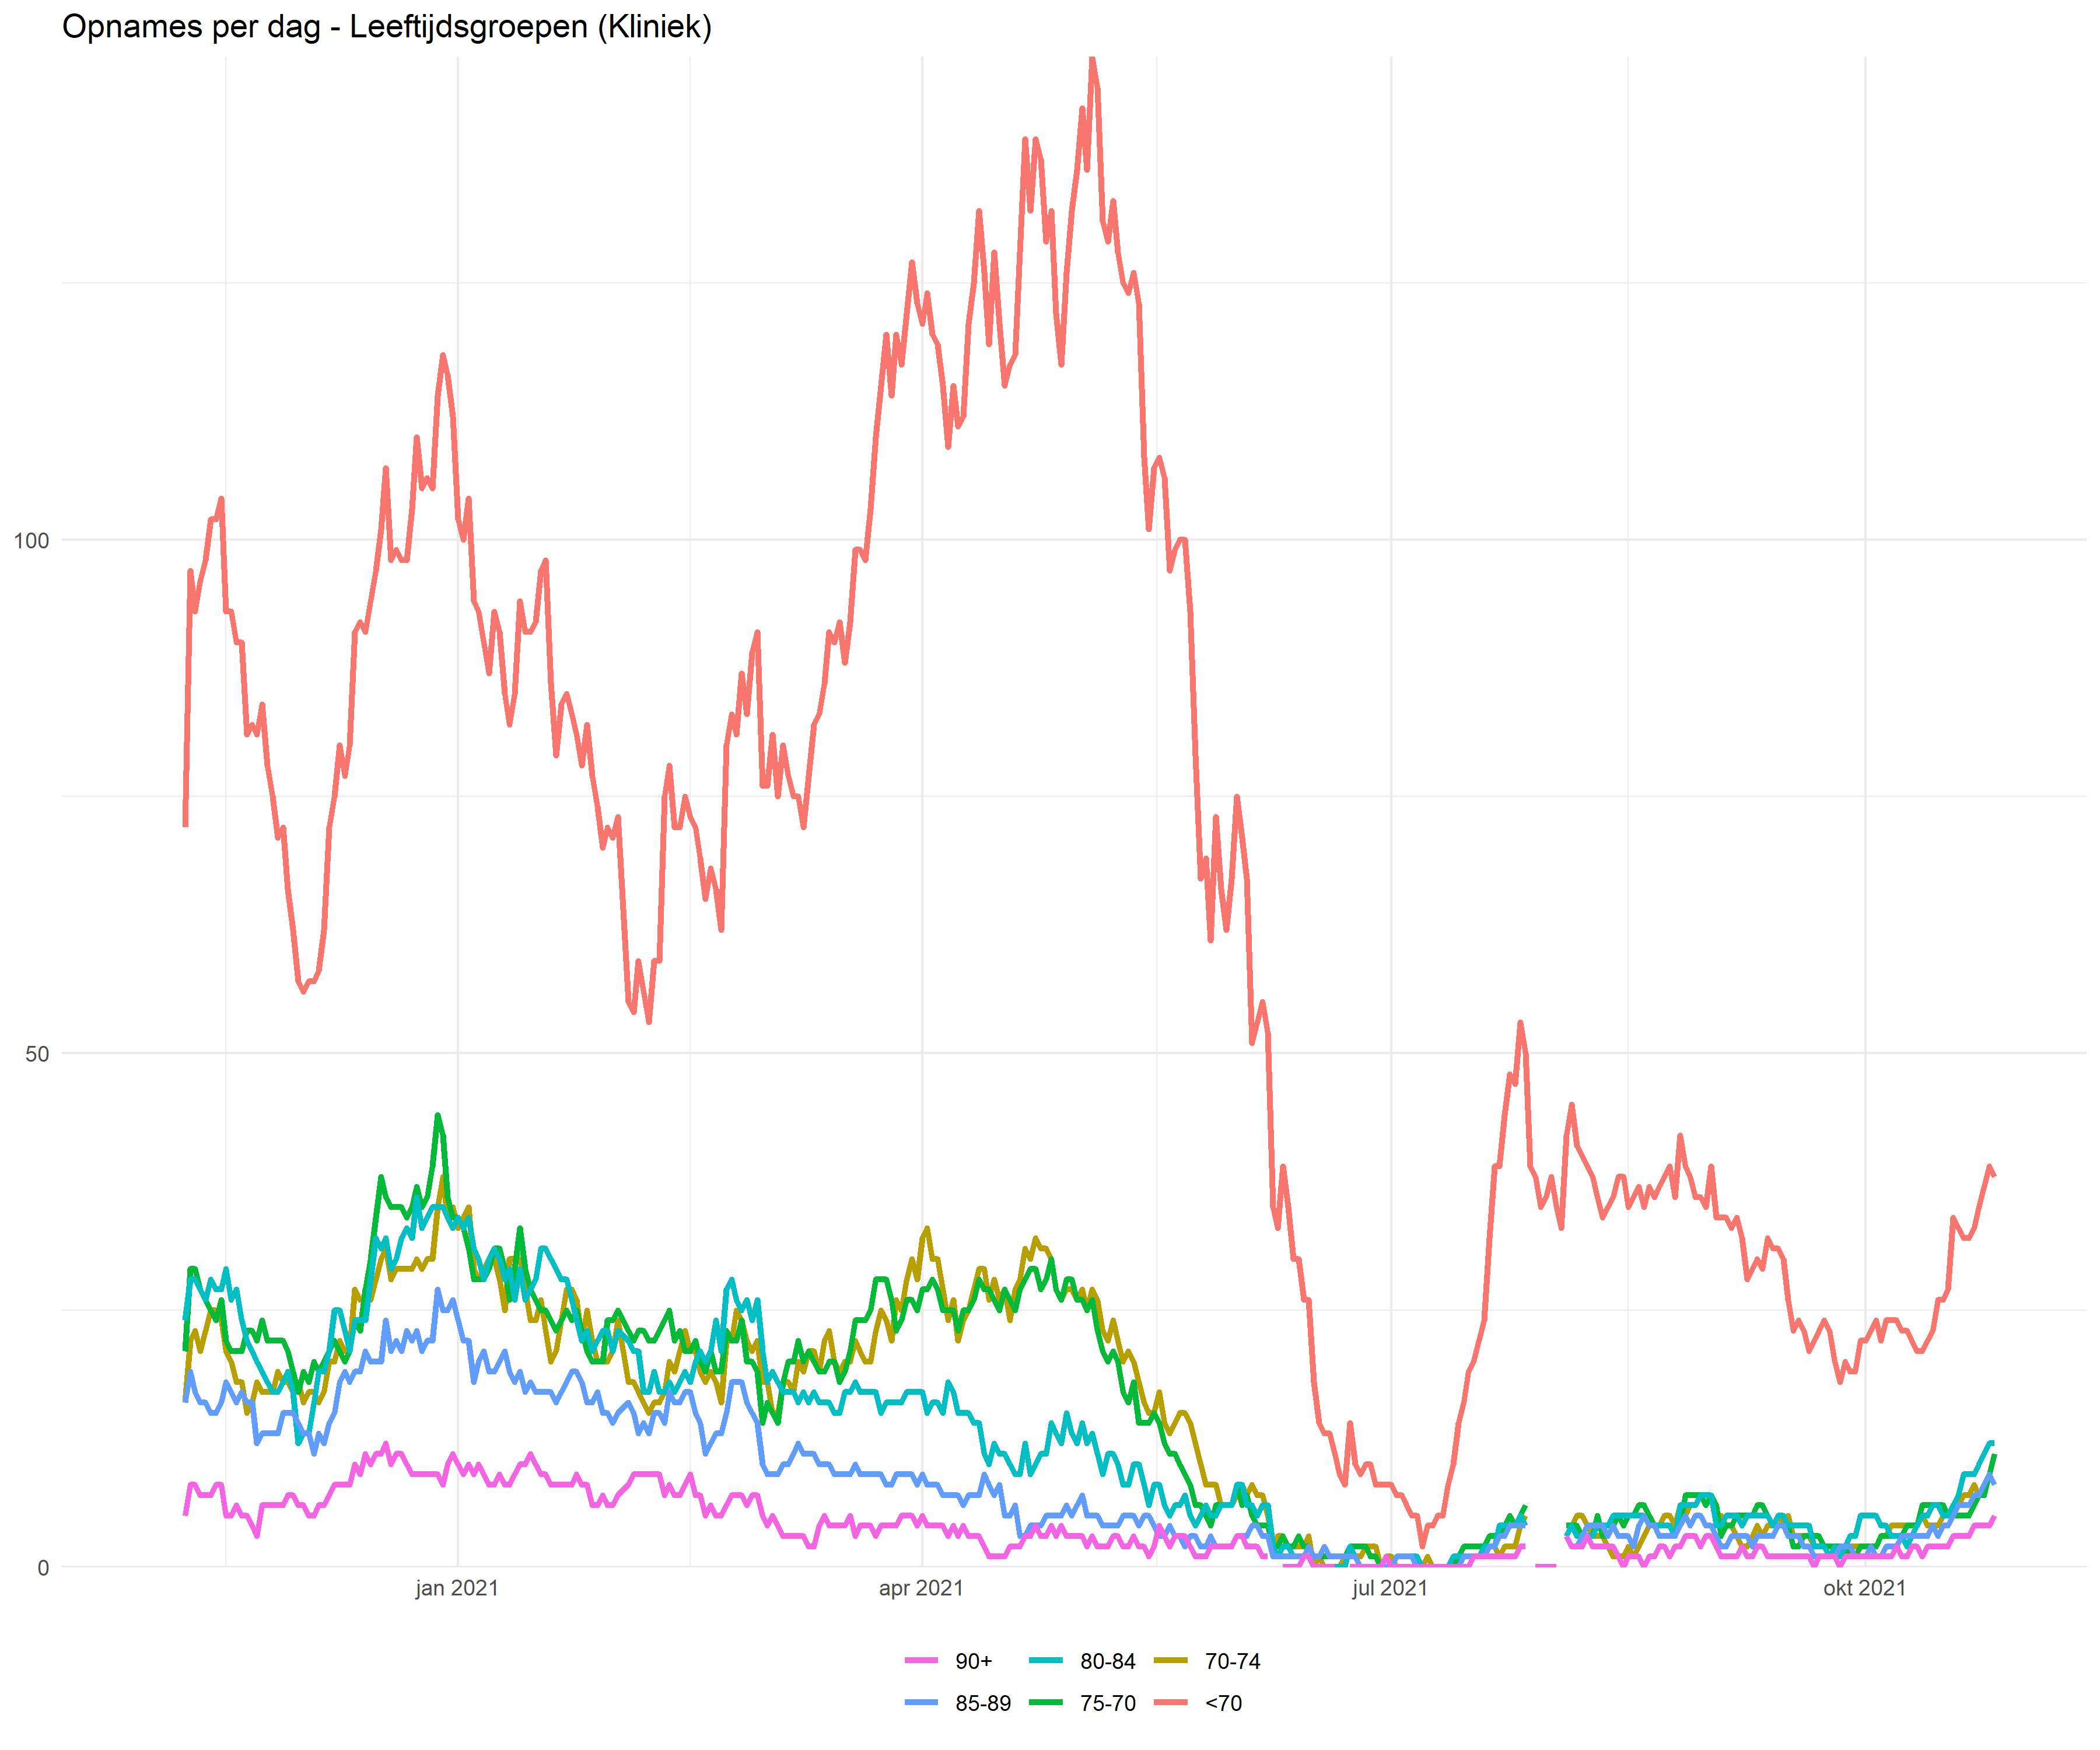 Opnames per dag - Leeftijdsgroepen (Kliniek)
100
50
0
jan 2021 apr 2021 jul 2021 okt 2021
90+ 80-84 70-74
85-89 75-70 <70